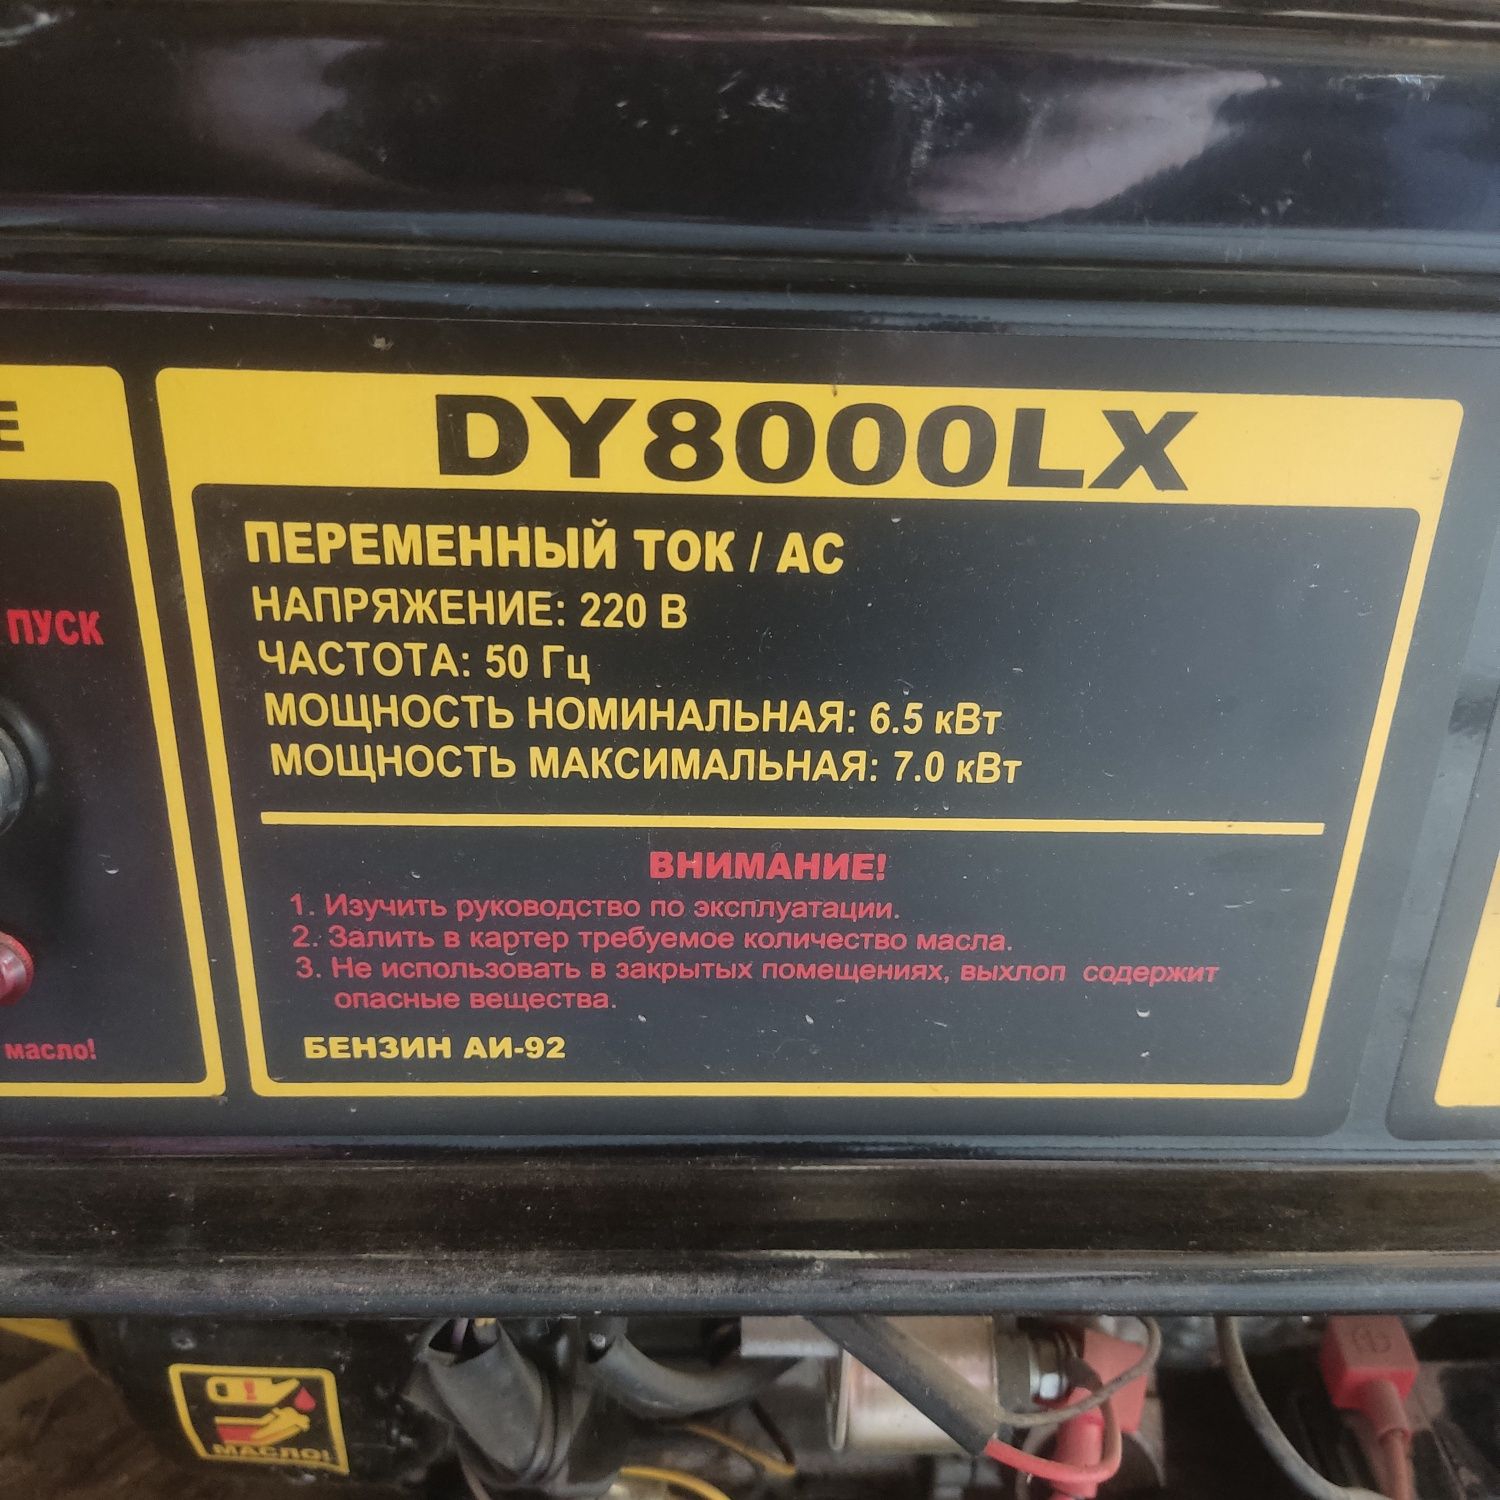 DY8000LX
ПЕРЕМЕННЫЙ ТОК / АС
НАПРЯЖЕНИЕ: 220 В
ЧАСТОТА: 50 Гц
МОЩНОСТЬ НОМИНАЛЬНАЯ: 6.5 кВт
МОЩНОСТЬ МАКСИМАЛЬНАЯ: 7.0 кВт
ВНИМАНИЕ!
1. Изучить руководство по эксплуатации.
2. Залить в картер требуемое количество масла.
3. Не использовать в закрытых помещениях, выхлоп содержит
опасные вещества.
БЕНЗИН АИ-92
ПУСК
масло!
МАСЛО!